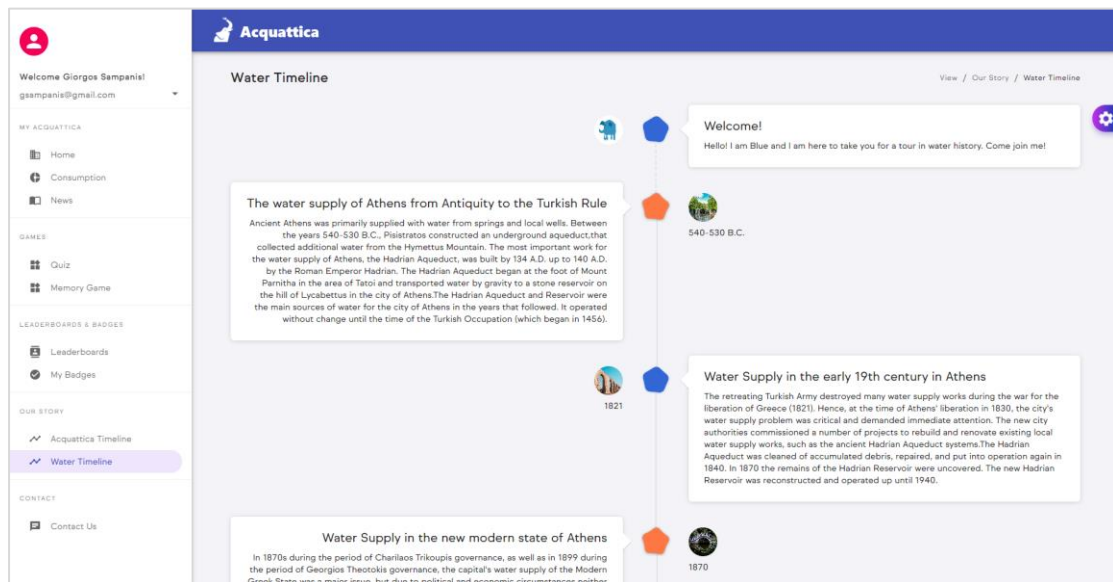 Acquattica
Welcome Giorgos Sampanis!
gsampanis@gmail.com
MY ACQUATTICA
Home
Consumption
News
GAMES
Quiz
Memory Game
LEADERBOARDS & BADGES
Leaderboards
My Badges
OUR STORY
Acquattica Timeline
Water Timeline
CONTACT
Contact Us
Water Timeline
View / Our Story / Water Timeline
Welcome!
Hello! I am Blue and I am here to take you for a tour in water history. Come join me!
The water supply of Athens from Antiquity to the Turkish Rule
Ancient Athens was primarily supplied with water from springs and local wells. Between
the years 540-530 B.C., Pisistratos constructed an underground aqueduct,that
collected additional water from the Hymettus Mountain. The most important work for
the water supply of Athens, the Hadrian Aqueduct, was built by 134 A.D. up to 140 A.D.
by the Roman Emperor Hadrian. The Hadrian Aqueduct began at the foot of Mount
Parnitha in the area of Tatoi and transported water by gravity to a stone reservoir on
the hill of Lycabettus in the city of Athens.The Hadrian Aqueduct and Reservoir were
the main sources of water for the city of Athens in the years that followed. It operated
without change until the time of the Turkish Occupation (which began in 1456).
540-530 B.C.
1821
Water Supply in the early 19th century in Athens
The retreating Turkish Army destroyed many water supply works during the war for the
liberation of Greece (1821). Hence, at the time of Athens' liberation in 1830, the city's
water supply problem was critical and demanded immediate attention. The new city
authorities commissioned a number of projects to rebuild and renovate existing local
water supply works, such as the ancient Hadrian Aqueduct systems.The Hadrian
Aqueduct was cleaned of accumulated debris, repaired, and put into operation again in
1840. In 1870 the remains of the Hadrian Reservoir were uncovered. The new Hadrian
Reservoir was reconstructed and operated up until 1940.
Water Supply in the new modern state of Athens
In 1870s during the period of Charilaos Trikoupis governance, as well as in 1899 during
the period of Georgios Theotokis governance, the capital's water supply of the Modern
Greek State was a major issue, but due to political and economic circumstances neither
1870